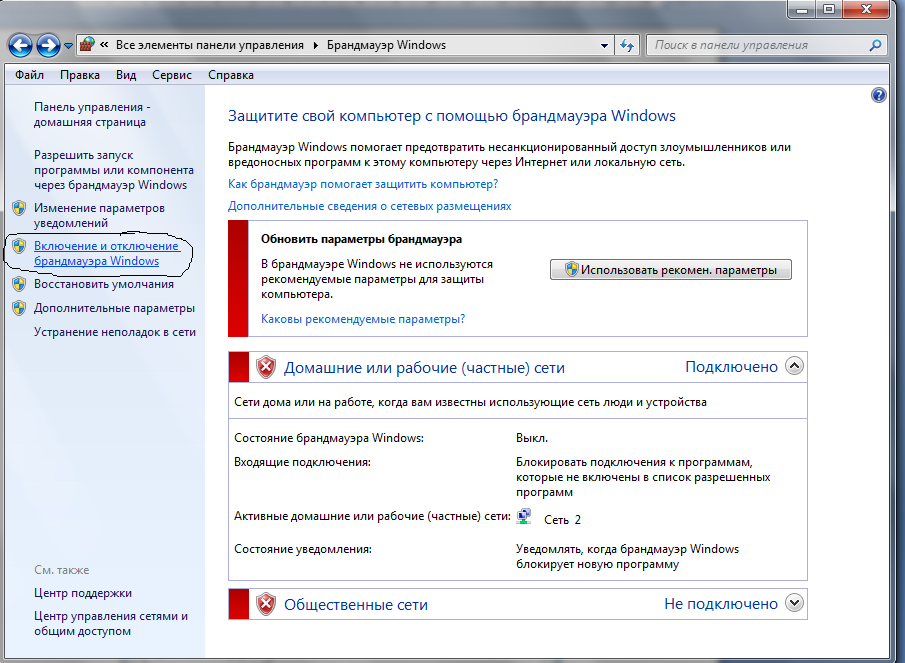 « Все элементы панели управления ▸ Брандмауэр Windows
Поиск в панели управления
Файл Правка Вид Сервис Справка
Панель управления -
домашняя страница
Разрешить запуск
программы или компонента
через брандмауэр Windows
Изменение параметров
уведомлений
Включение и отключение
брандмауэра Windows
Восстановить умолчания
Дополнительные параметры
Устранение неполадок в сети
См. также
Центр поддержки
Центр управления сетями и
общим доступом
Защитите свой компьютер с помощью брандмауэра Windows
Брандмауэр Windows помогает предотвратить несанкционированный доступ злоумышленников или
вредоносных программ к этому компьютеру через Интернет или локальную сеть.
Как брандмауэр помогает защитить компьютер?
Дополнительные сведения о сетевых размещениях
Обновить параметры брандмауэра
В брандмауэре Windows не используются
рекомендуемые параметры для защиты
компьютера.
Использовать рекомен. параметры
Каковы рекомендуемые параметры?
Домашние или рабочие (частные) сети Подключено
Сети дома или на работе, когда вам известны использующие сеть люди и устройства
Состояние брандмауэра Windows: Выкл.
Входящие подключения: Блокировать подключения к программам,
которые не включены в список разрешенных
программ
Активные домашние или рабочие (частные) сети: Сеть 2
Состояние уведомления: Уведомлять, когда брандмауэр Windows
блокирует новую программу
Общественные сети Не подключено